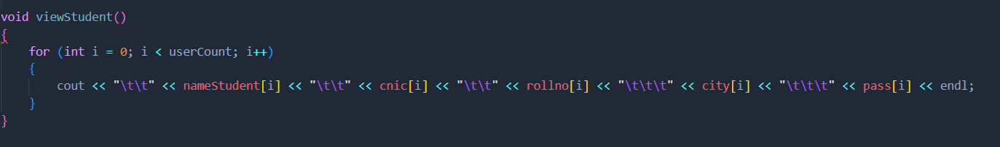 void viewStudent()
{
    for (int i = 0; i < userCount; i++)
    {
        cout << "\t\t" << nameStudent[i] << "\t\t" << cnic[i] << "\t\t" << rollno[i] << "\t\t\t" << city[i] << "\t\t\t" << pass[i] << endl;
    }
}